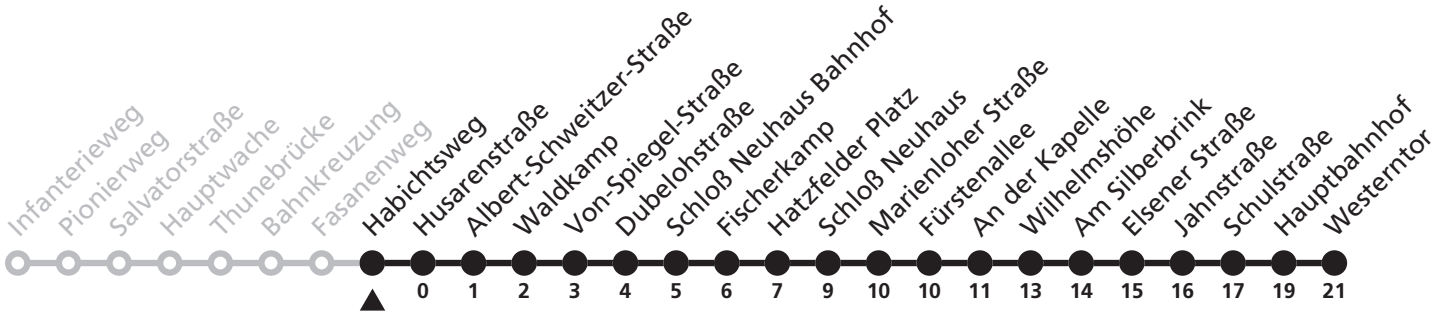 Infanterieweg
Pionierweg
Salvatorstraße
Hauptwache
Thunebrücke
Bahnkreuzung
Fasanenweg
Habichtsweg
Husarenstraße
Albert-Schweitzer-Straße
Waldkamp
Von-Spiegel-Straße
Dubelohstraße
Schloß Neuhaus Bahnhof
Fischerkamp
Hatzfelder Platz
Schloß Neuhaus
Marienloher Straße
Fürstenallee
An der Kapelle
Wilhelmshöhe
Am Silberbrink
Elsener Straße
Jahnstraße
Schulstraße
Hauptbahnhof
Westerntor
0 1 2 3 4 5 6 7 9 10 10 11 13 14 15 16 17 19 21